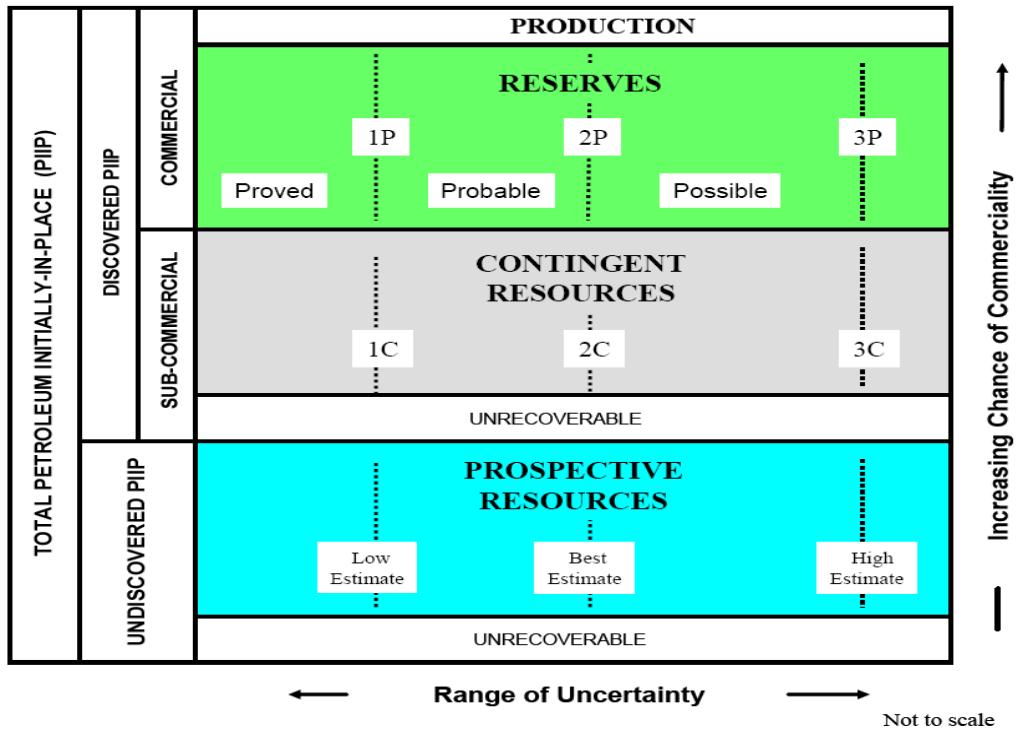 PRODUCTION
RESERVES
1P
2P
3P
Proved
Probable
Possible
CONTINGENT
RESOURCES
1C
2C
3C
UNRECOVERABLE
PROSPECTIVE
RESOURCES
Low
Estimate
Best
Estimate
High
Estimate
UNRECOVERABLE
TOTAL PETROLEUM INITIALLY-IN-PLACE (PIIP)
DISCOVERED PIIP
UNDISCOVERED PIIP
COMMERCIAL
SUB-COMMERCIAL
Increasing Chance of Commerciality
Range of Uncertainty
Not to scale